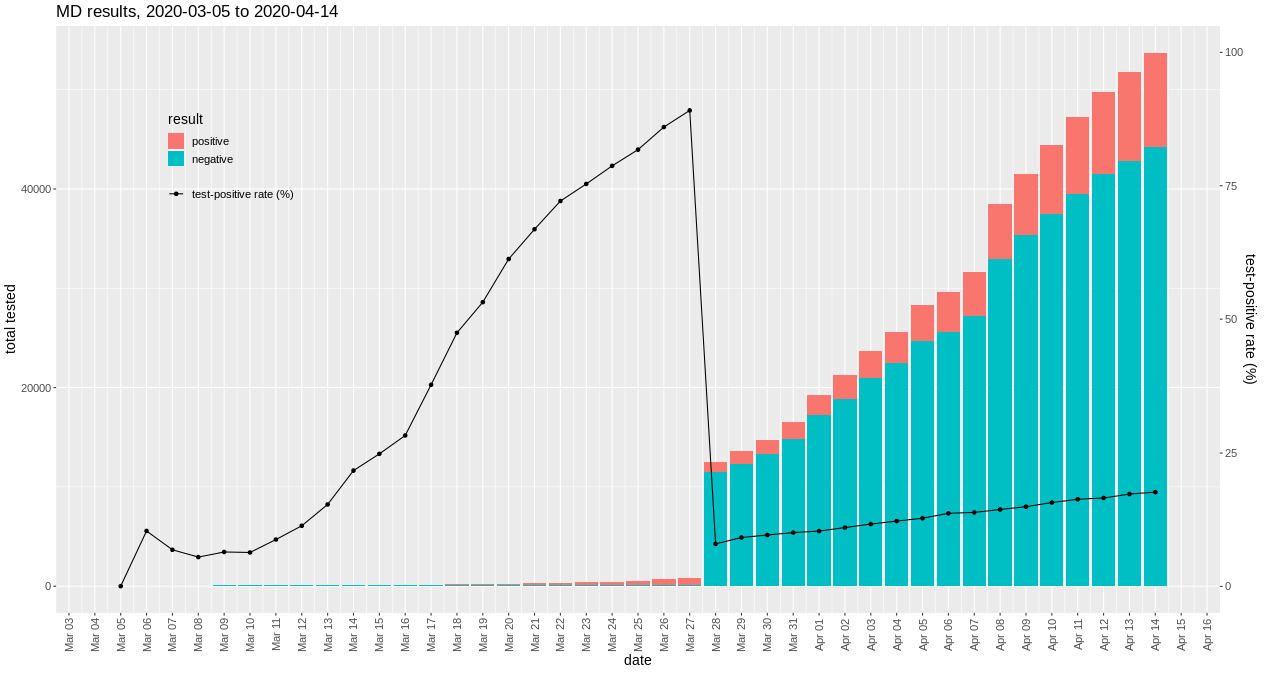 MD results, 2020-03-05 to 2020-04-14
result
positive
negative
test-positive rate (%)
total tested
40000
20000
0
100
75
50
25
0
test-positive rate (%)
Mar 03
Mar 04
Mar 05
Mar 06
Mar 07
Mar 08
Mar 09
Mar 10
Mar 11
Mar 12
Mar 13
Mar 14
Mar 15
Mar 16
Mar 17
Mar 18
Mar 19
Mar 20
Mar 21
Mar 22
Mar 23
Mar 24
Mar 25
Mar 26
Mar 27
Mar 28
Mar 29
Mar 30
Mar 31
Apr 01
Apr 02
Apr 03
Apr 04
Apr 05
Apr 06
Apr 07
Apr 08
Apr 09
Apr 10
Apr 11
Apr 12
Apr 13
Apr 14
Apr 15
Apr 16
date